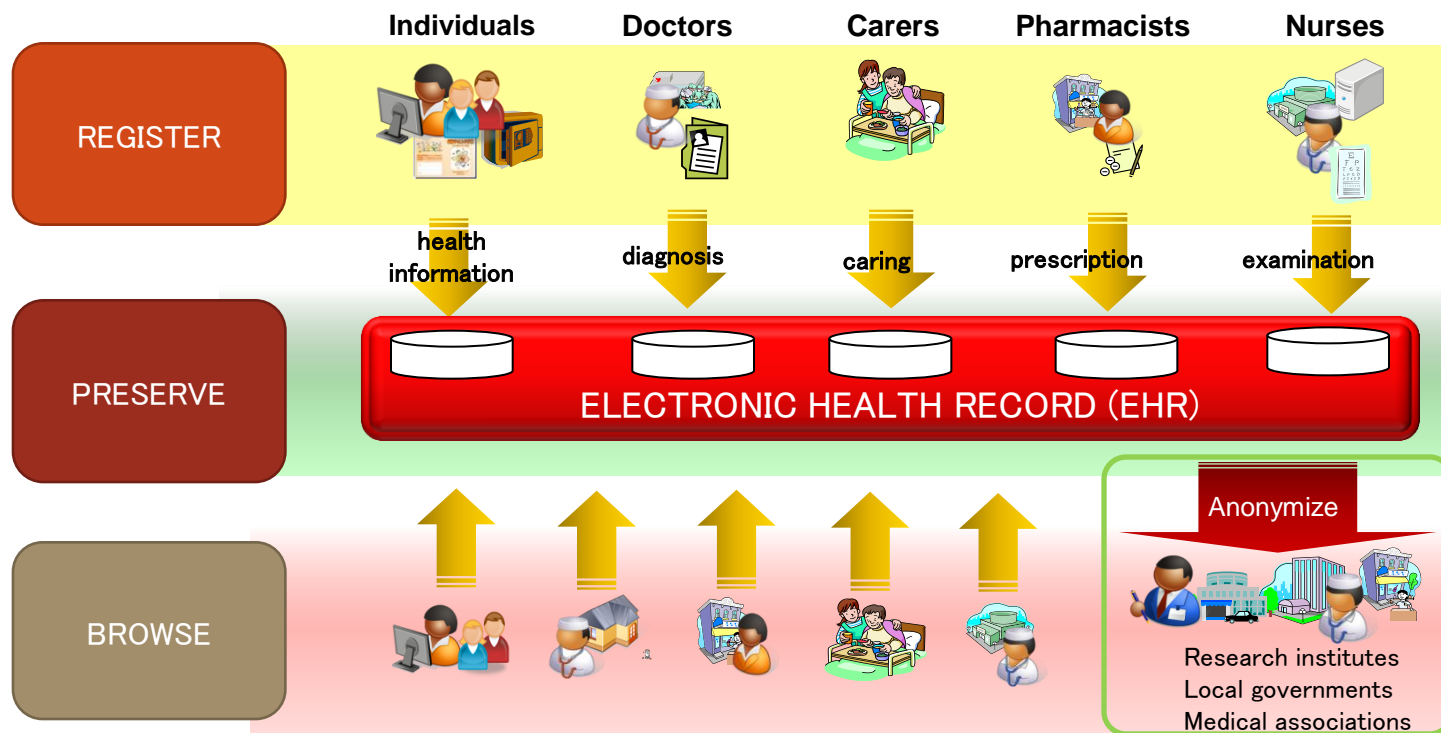 Individuals Doctors Carers Pharmacists Nurses
REGISTER
health
information
diagnosis
caring
prescription
examination
PRESERVE
ELECTRONIC HEALTH RECORD (EHR)
Anonymize
BROWSE
Research institutes
Local governments
Medical associations